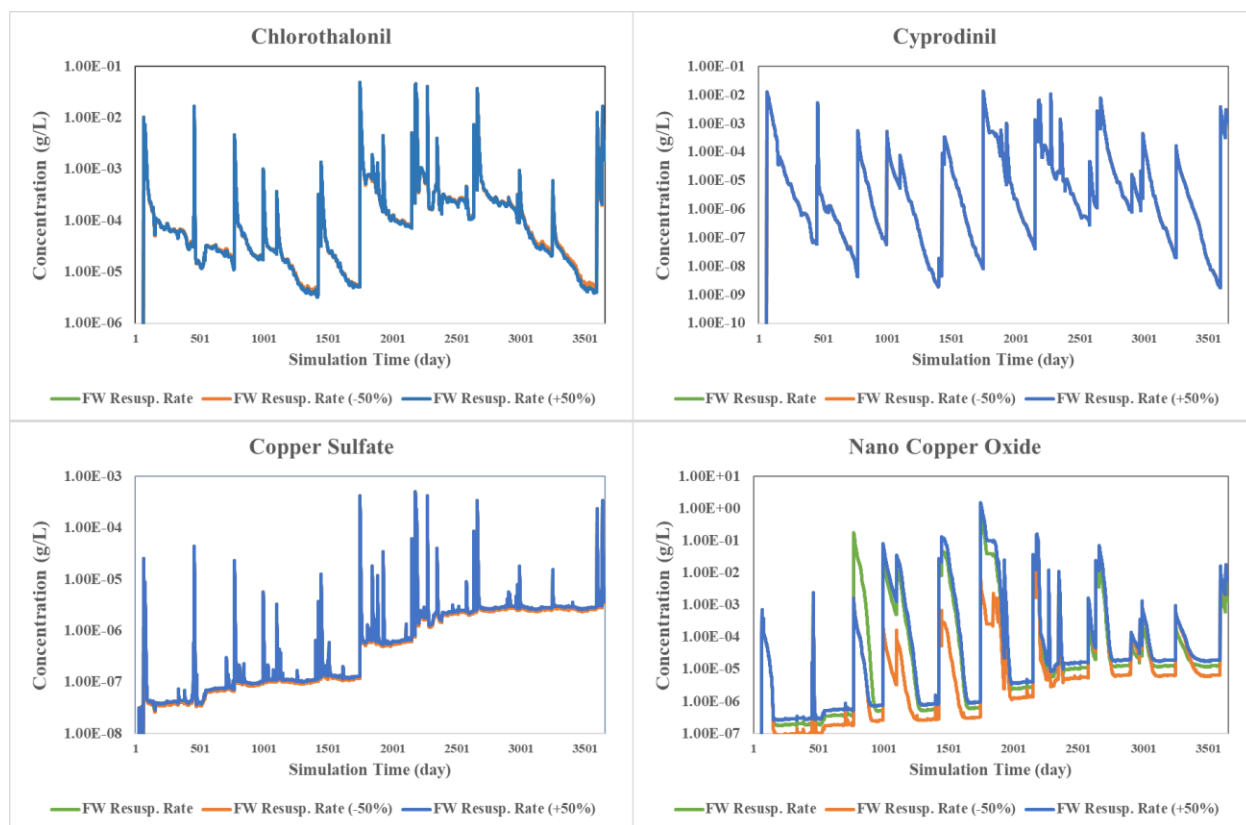 Chlorothalonil
Concentration (g/L)
1.00E-01
1.00E-02
1.00E-03
1.00E-04
1.00E-05
1.00E-06
1 501 1001 1501 2001 2501 3001 3501
Simulation Time (day)
FW Resusp. Rate FW Resusp. Rate (-50%) FW Resusp. Rate (+50%)
Cyprodinil
Concentration (g/L)
1.00E-01
1.00E-02
1.00E-03
1.00E-04
1.00E-05
1.00E-06
1.00E-07
1.00E-08
1.00E-09
1.00E-10
1 501 1001 1501 2001 2501 3001 3501
Simulation Time (day)
FW Resusp. Rate FW Resusp. Rate (-50%) FW Resusp. Rate (+50%)
Copper Sulfate
Concentration (g/L)
1.00E-03
1.00E-04
1.00E-05
1.00E-06
1.00E-07
1.00E-08
1 501 1001 1501 2001 2501 3001 3501
Simulation Time (day)
FW Resusp. Rate FW Resusp. Rate (-50%) FW Resusp. Rate (+50%)
Nano Copper Oxide
Concentration (g/L)
1.00E+01
1.00E+00
1.00E-01
1.00E-02
1.00E-03
1.00E-04
1.00E-05
1.00E-06
1.00E-07
1 501 1001 1501 2001 2501 3001 3501
Simulation Time (day)
FW Resusp. Rate FW Resusp. Rate (-50%) FW Resusp. Rate (+50%)